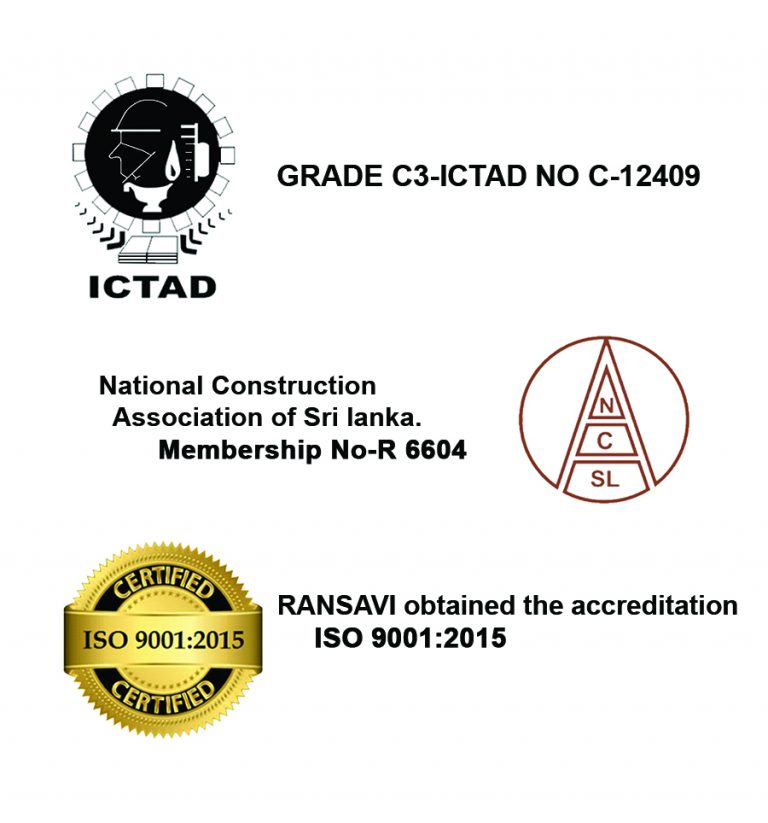 GRADE C3-ICTAD NO C-12409
ICTAD
National Construction
Association of Sri lanka.
Membership No-R 6604
N
C
SL
CERTIFIED
ISO 9001:2015
CERTIFIED
RANSAVI obtained the accreditation
ISO 9001:2015